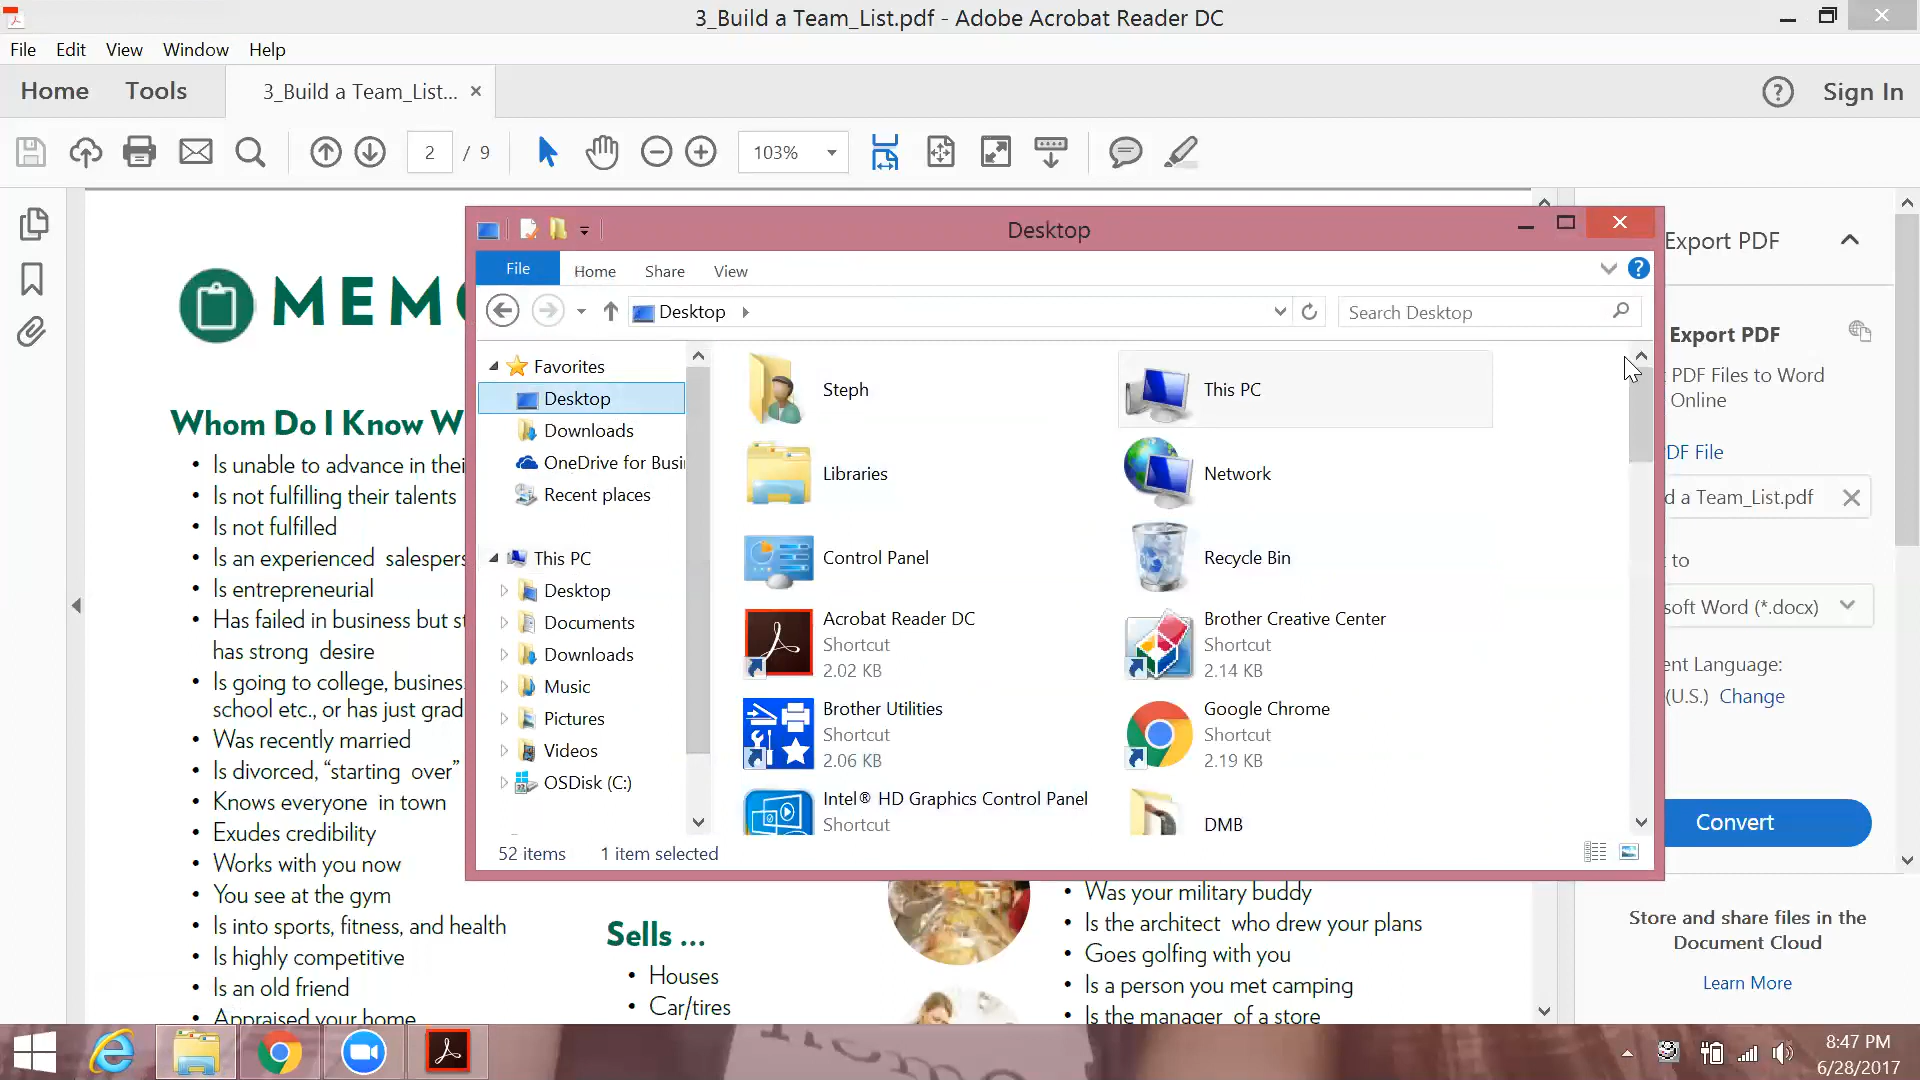 3_Build a Team_List.pdf - Adobe Acrobat Reader DC
File Edit View Window Help
Home Tools 3_Build a Team_List... × ? Sign In
2 / 9 103%
Desktop
File Home Share View ?
Desktop Search Desktop
Favorites
Desktop
Downloads
OneDrive for Busi
Recent places
This PC
Desktop
Documents
Downloads
Music
Pictures
Videos
OSDisk (C:)
Steph
This PC
Libraries
Network
Control Panel
Recycle Bin
Acrobat Reader DC
Shortcut
2.02 KB
Brother Creative Center
Shortcut
2.14 KB
Brother Utilities
Shortcut
2.06 KB
Google Chrome
Shortcut
2.19 KB
Intel® HD Graphics Control Panel
Shortcut
DMB
52 items 1 item selected
MEMO
Whom Do I Know W
• Is unable to advance in thei
• Is not fulfilling their talents
• Is not fulfilled
• Is an experienced salespers
• Is entrepreneurial
• Has failed in business but st
has strong desire
• Is going to college, business
school etc., or has just grad
• Was recently married
• Is divorced, “starting over”
• Knows everyone in town
• Exudes credibility
• Works with you now
• You see at the gym
• Is into sports, fitness, and health
• Is highly competitive
• Is an old friend
• Appraised your home
Sells ...
• Houses
• Car/tires
• Was your military buddy
• Is the architect who drew your plans
• Goes golfing with you
• Is a person you met camping
• Is the manager of a store
Export PDF
Export PDF
PDF Files to Word
Online
DF File
d a Team_List.pdf
to
soft Word (*.docx)
ent Language:
(U.S.) Change
Convert
Store and share files in the
Document Cloud
Learn More
8:47 PM
6/28/2017